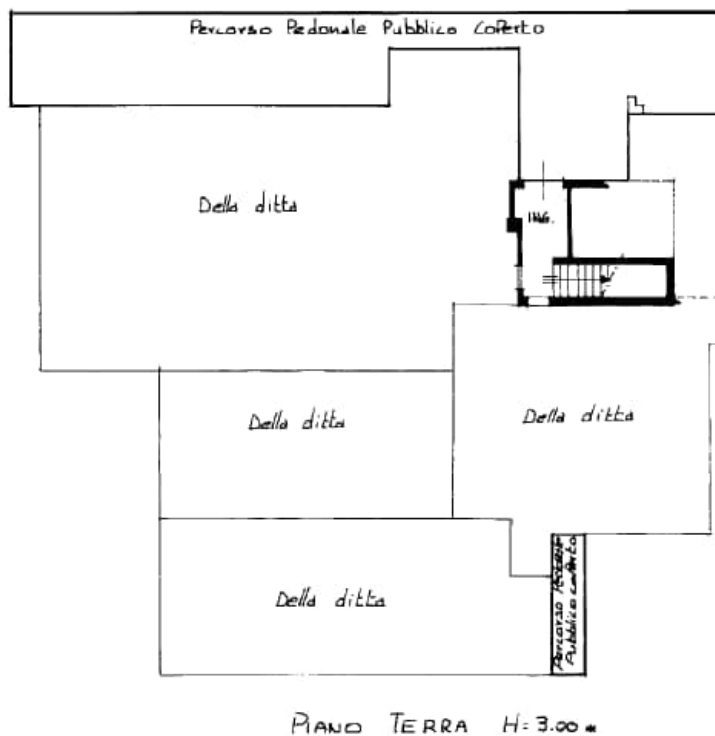 Percorso Pedonale Pubblico Coperto
Della ditta
ING.
Della ditta
Della ditta
Della ditta
Percorso Pedonale
Pubblico coperto
PIANO TERRA H=3.00 m